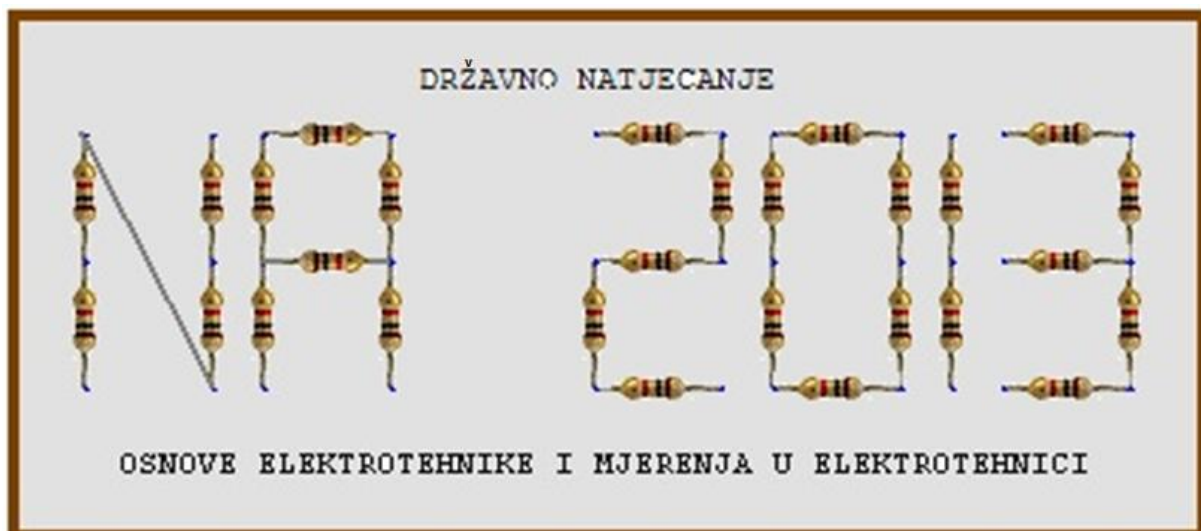 DRŽAVNO NATJECANJE
NA 2013
OSNOVE ELEKTROTEHNIKE I MJERENJA U ELEKTROTEHNICI